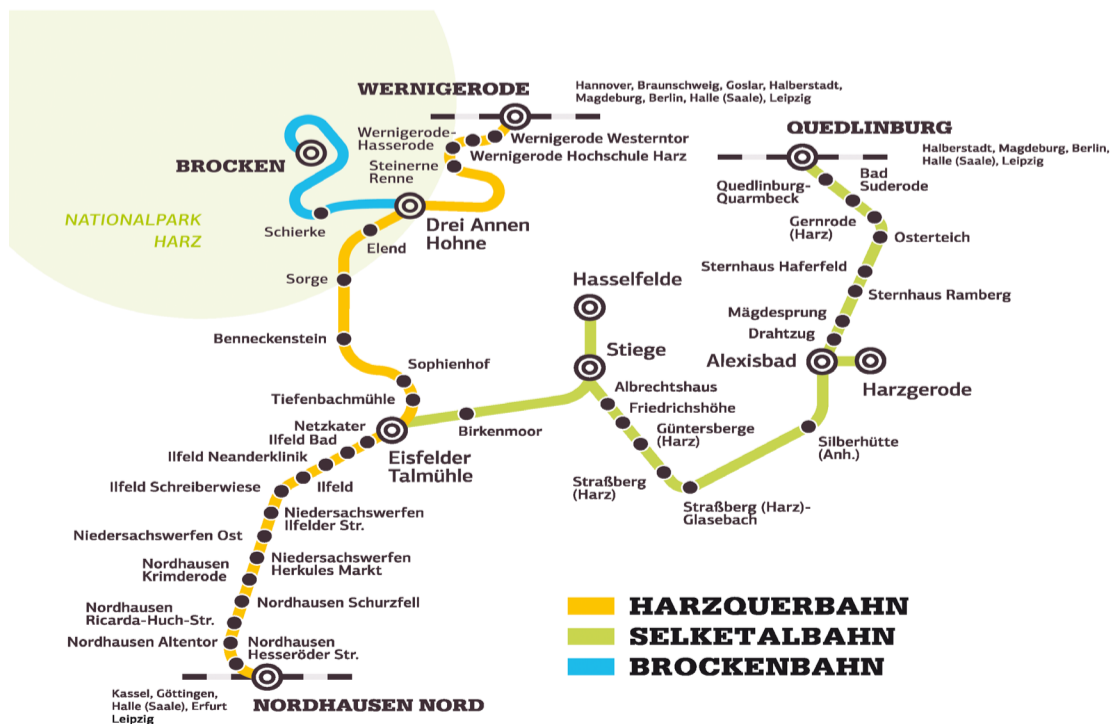 WERNIGERODE
Hannover, Braunschweig, Goslar, Halberstadt,
Magdeburg, Berlin, Halle (Saale), Leipzig
Wernigerode-
Hasserode
Wernigerode Westerntor
Wernigerode Hochschule Harz
Steinerne
Renne
BROCKEN
NATIONALPARK
HARZ
Schierke
Drei Annen
Hohne
Elend
Sorge
Benneckenstein
Sophienhof
Tiefenbachmühle
Netzkater
Ilfeld Bad
Ilfeld Neanderklinik
Eisfelder
Talmühle
Ilfeld Schreiberwiese
Ilfeld
Niedersachswerfen
Ilfelder Str.
Niedersachswerfen Ost
Niedersachswerfen
Herkules Markt
Nordhausen
Krimderode
Nordhausen Schurzfell
Nordhausen
Ricarda-Huch-Str.
Nordhausen Altentor
Nordhausen
Hesseröder Str.
Kassel, Göttingen,
Halle (Saale), Erfurt
Leipzig
NORDHAUSEN NORD
QUEDLINBURG
Halberstadt, Magdeburg, Berlin,
Halle (Saale), Leipzig
Quedlinburg-
Quarmbeck
Bad
Suderode
Gernrode
(Harz)
Osterteich
Sternhaus Haferfeld
Sternhaus Ramberg
Mägdesprung
Drahtzug
Alexisbad
Harzgerode
Hasselfelde
Stiege
Birkenmoor
Albrechtshaus
Friedrichshöhe
Güntersberge
(Harz)
Straßberg
(Harz)
Straßberg (Harz)-
Glasebach
Silberhütte
(Anh.)
HARZQUERBAHN
SELKETALBAHN
BROCKENBAHN